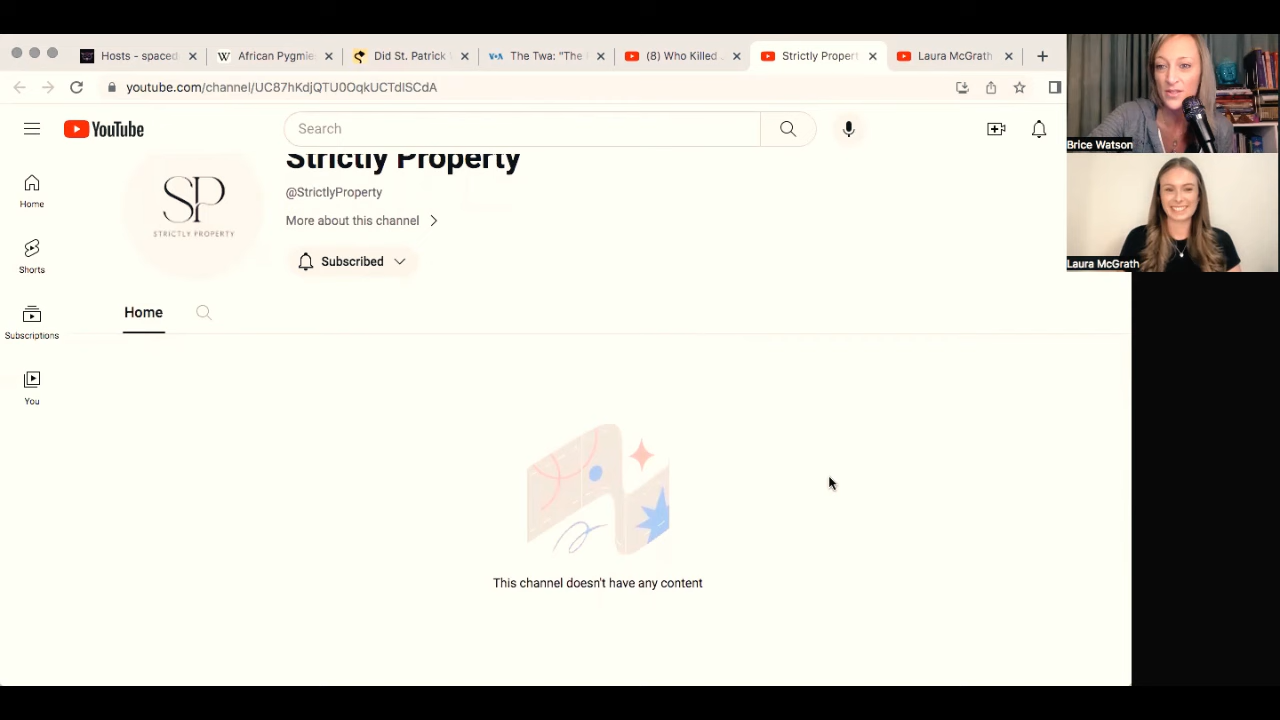 Hosts - spaced
African Pygmie
Did St. Patrick
VOA
The Twa: "The
(8) Who Killed
Strictly Propert
Laura McGrath
youtube.com/channel/UC87hKdjQTU0OqkUCTdlSCdA
YouTube
Search
Strictly Property
@StrictlyProperty
More about this channel
Subscribed
SP
STRICTLY PROPERTY
Home
Shorts
Subscriptions
You
Home
This channel doesn't have any content
Brice Watson
Laura McGrath